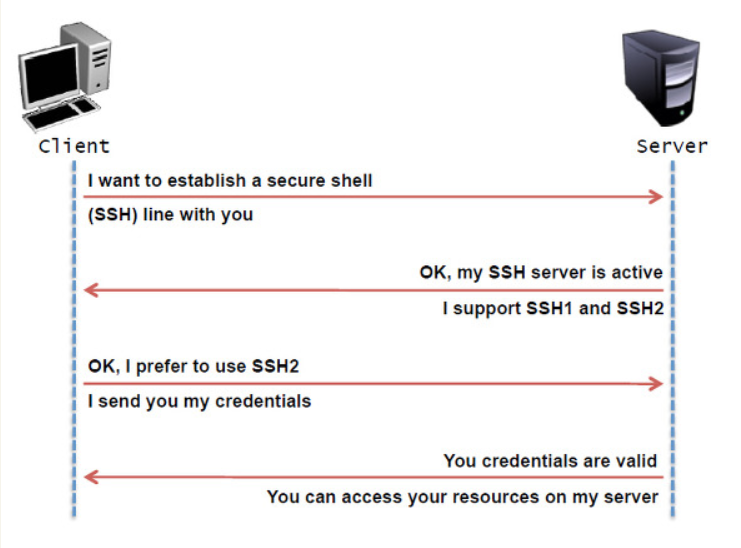 Client
Server
I want to establish a secure shell
(SSH) line with you
OK, my SSH server is active
I support SSH1 and SSH2
OK, I prefer to use SSH2
I send you my credentials
You credentials are valid
You can access your resources on my server